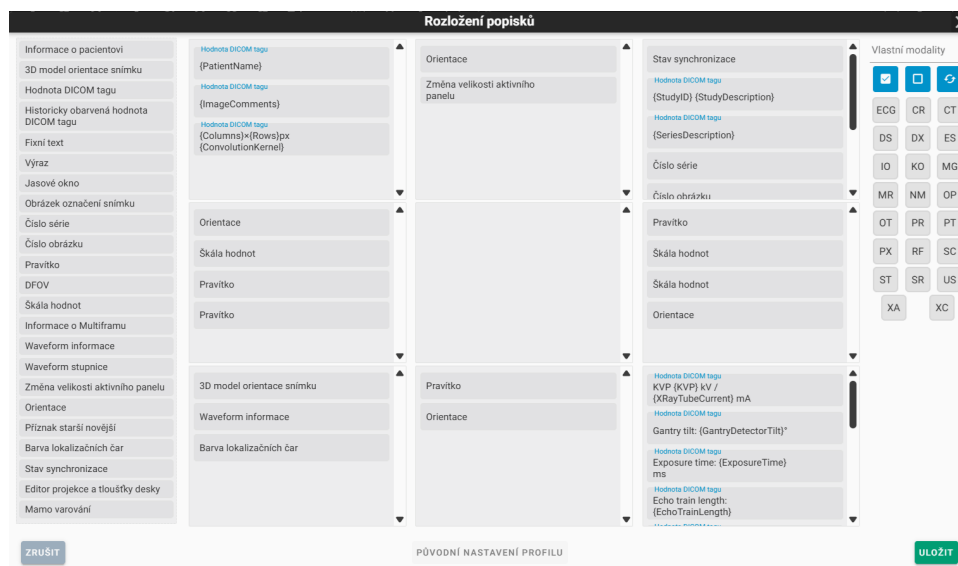 Rozložení popisků
Informace o pacientovi
3D model orientace snímku
Hodnota DICOM tagu
Historicky obarvená hodnota
DICOM tagu
Fixní text
Výraz
Jasové okno
Obrázek označení snímku
Číslo série
Číslo obrázku
Pravítko
DFOV
Škála hodnot
Informace o Multiframu
Waveform informace
Waveform stupnice
Změna velikosti aktivního panelu
Orientace
Příznak starší novější
Barva lokalizačních čar
Stav synchronizace
Editor projekce a tloušťky desky
Mamo varování
Hodnota DICOM tagu
{PatientName}
Hodnota DICOM tagu
{ImageComments}
Hodnota DICOM tagu
{Columns}×{Rows}px
{ConvolutionKernel}
Orientace
Změna velikosti aktivního
panelu
Stav synchronizace
Hodnota DICOM tagu
{StudyID} {StudyDescription}
Hodnota DICOM tagu
{SeriesDescription}
Číslo série
Číslo obrázku
Orientace
Škála hodnot
Pravítko
Pravítko
Pravítko
Škála hodnot
Škála hodnot
Orientace
3D model orientace snímku
Waveform informace
Barva lokalizačních čar
Pravítko
Orientace
Hodnota DICOM tagu
KVP {KVP} kV /
{XRayTubeCurrent} mA
Hodnota DICOM tagu
Gantry tilt: {GantryDetectorTilt}°
Hodnota DICOM tagu
Exposure time: {ExposureTime}
ms
Hodnota DICOM tagu
Echo train length:
{EchoTrainLength}
Vlastní modality
ECG CR CT
DS DX ES
IO KO MG
MR NM OP
OT PR PT
PX RF SC
ST SR US
XA XC
ZRUŠIT
PŮVODNÍ NASTAVENÍ PROFILU
ULOŽIT